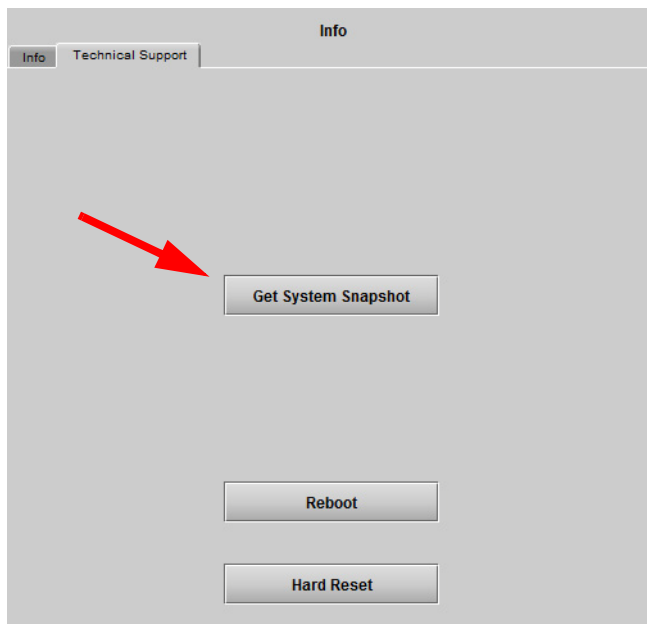 Info
Info Technical Support
Get System Snapshot
Reboot
Hard Reset